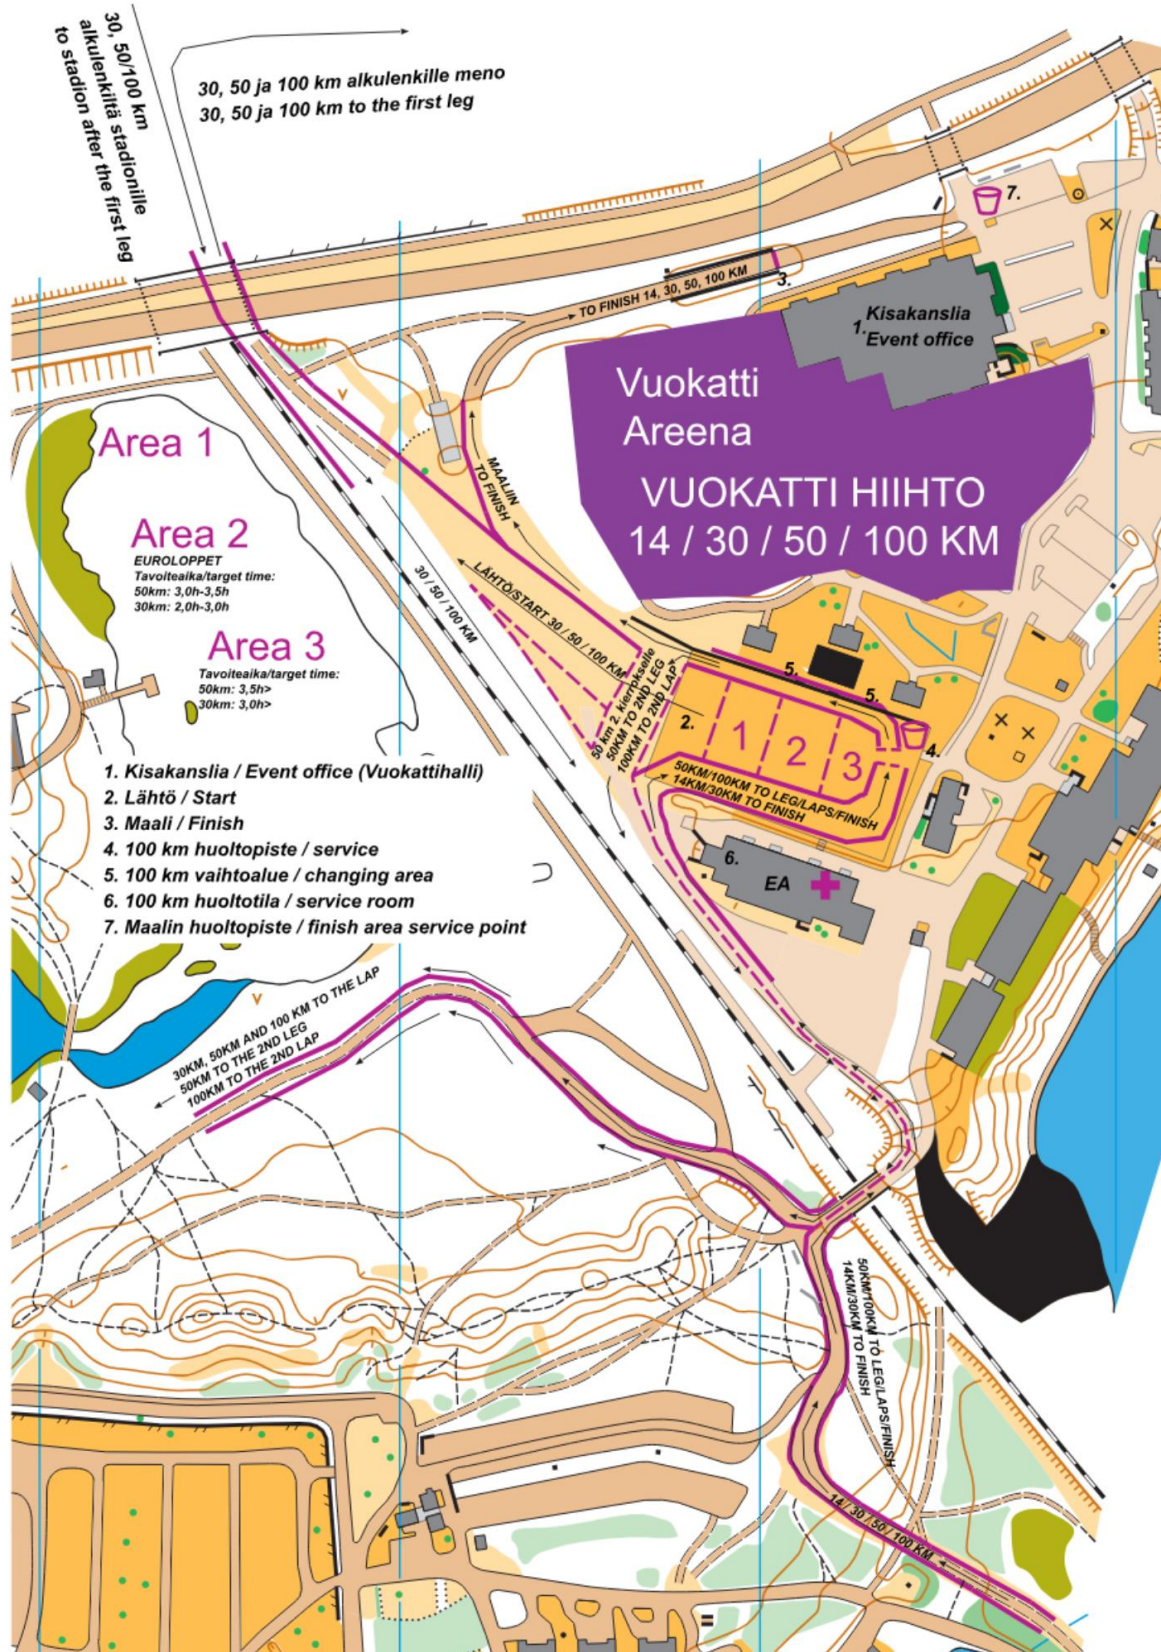 30, 50/100 km
alkulenkiltä stadionille
to stadion after the first leg
30, 50 ja 100 km alkulenkille meno
30, 50 ja 100 km to the first leg
7.
TO FINISH 14, 30, 50, 100 KM
3.
Kisakanslia
1. Event office
Vuokatti
Areena
VUOKATTI HIIHTO
14 / 30 / 50 / 100 KM
Area 1
Area 2
EUROLOPPET
Tavoiteaika/target time:
50km: 3,0h-3,5h
30km: 2,0h-3,0h
Area 3
Tavoiteaika/target time:
50km: 3,5h>
30km: 3,0h>
MAALIIN
TO FINISH
30 / 50 / 100 KM
LÄHTÖ/START 30 / 50 / 100 KM
50 km 2. kierrokselle
50KM TO 2ND LEG
100KM TO 2ND LAP
2.
1
2
3
5.
5.
4.
50KM/100KM TO LEG/LAPS/FINISH
14KM/30KM TO FINISH
6.
EA
1. Kisakanslia / Event office (Vuokattihalli)
2. Lähtö / Start
3. Maali / Finish
4. 100 km huoltopiste / service
5. 100 km vaihtoalue / changing area
6. 100 km huoltotila / service room
7. Maalin huoltopiste / finish area service point
30KM, 50KM AND 100 KM TO THE LAP
50KM TO THE 2ND LEG
100KM TO THE 2ND LAP
50KM/100KM TO LEG/LAPS/FINISH
14KM/30KM TO FINISH
14 / 30 / 50 / 100 KM